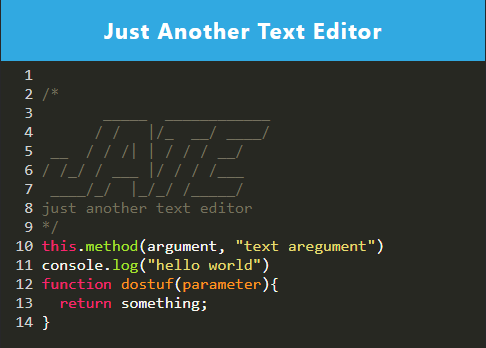 Just Another Text Editor
1
2 /*
3        _____  ____________
4       / /   |/_  __/ ____/
5  __  / / /| | / / / __/
6 / /_/ / ___ |/ / / /___
7  ____/_/  |_/_/ /_____/
8 just another text editor
9 */
10 this.method(argument, "text aregument")
11 console.log("hello world")
12 function dostuf(parameter){
13   return something;
14 }